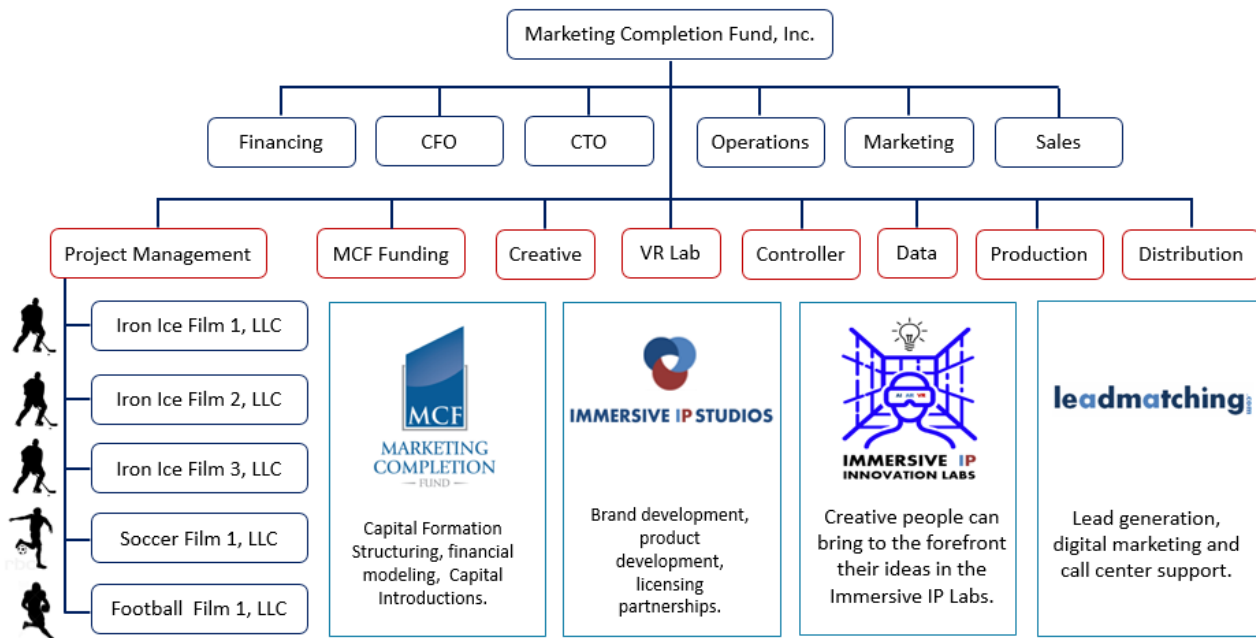 Marketing Completion Fund, Inc.
Financing
CFO
CTO
Operations
Marketing
Sales
Project Management
MCF Funding
Creative
VR Lab
Controller
Data
Production
Distribution
Iron Ice Film 1, LLC
Iron Ice Film 2, LLC
Iron Ice Film 3, LLC
Soccer Film 1, LLC
Football Film 1, LLC
MCF
MARKETING
COMPLETION
FUND
Capital Formation
Structuring, financial
modeling, Capital
Introductions.
IMMERSIVE IP STUDIOS
Brand development,
product
development,
licensing
partnerships.
AI AR VR
IMMERSIVE IP
INNOVATION LABS
Creative people can
bring to the forefront
their ideas in the
Immersive IP Labs.
leadmatching.com
Lead generation,
digital marketing and
call center support.